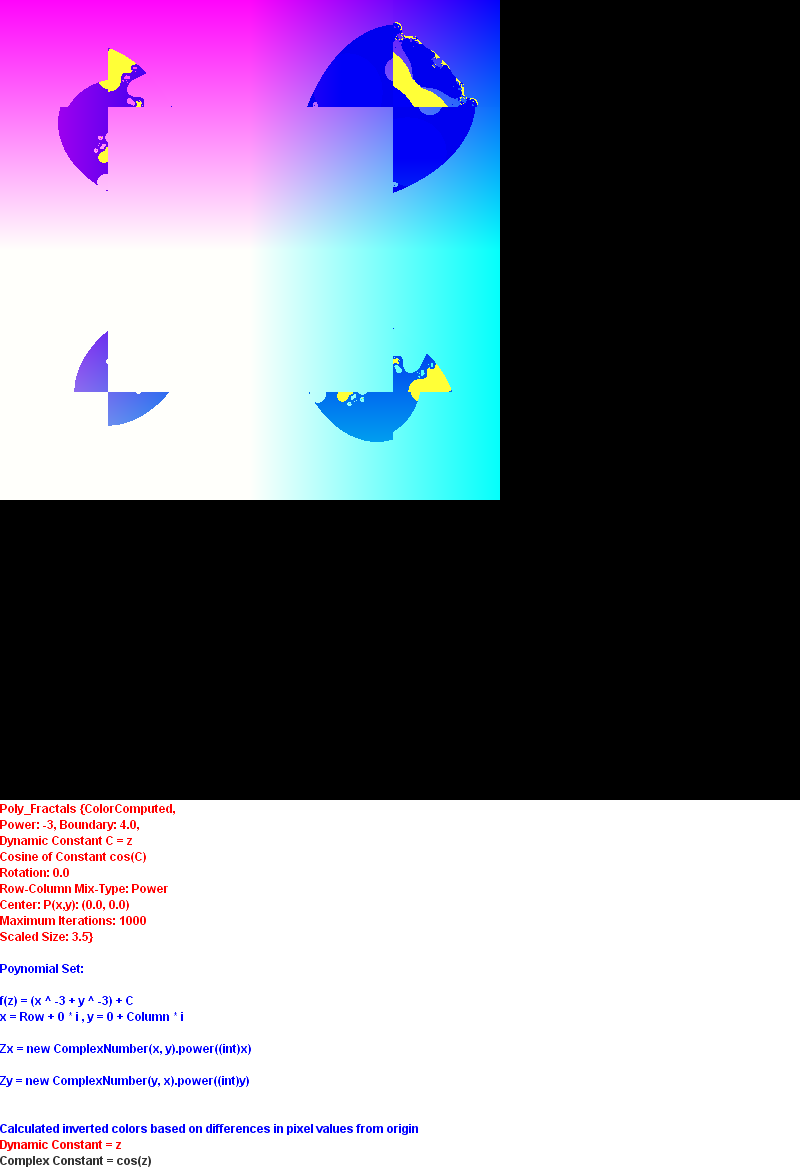 Poly_Fractals {ColorComputed,
Power: -3, Boundary: 4.0,
Dynamic Constant C = z
Cosine of Constant cos(C)
Rotation: 0.0
Row-Column Mix-Type: Power
Center: P(x,y): (0.0, 0.0)
Maximum Iterations: 1000
Scaled Size: 3.5}
Poynomial Set:
f(z) = (x ^ -3 + y ^ -3) + C
x = Row + 0 * i , y = 0 + Column * i
Zx = new ComplexNumber(x, y).power((int)x)
Zy = new ComplexNumber(y, x).power((int)y)
Calculated inverted colors based on differences in pixel values from origin
Dynamic Constant = z
Complex Constant = cos(z)